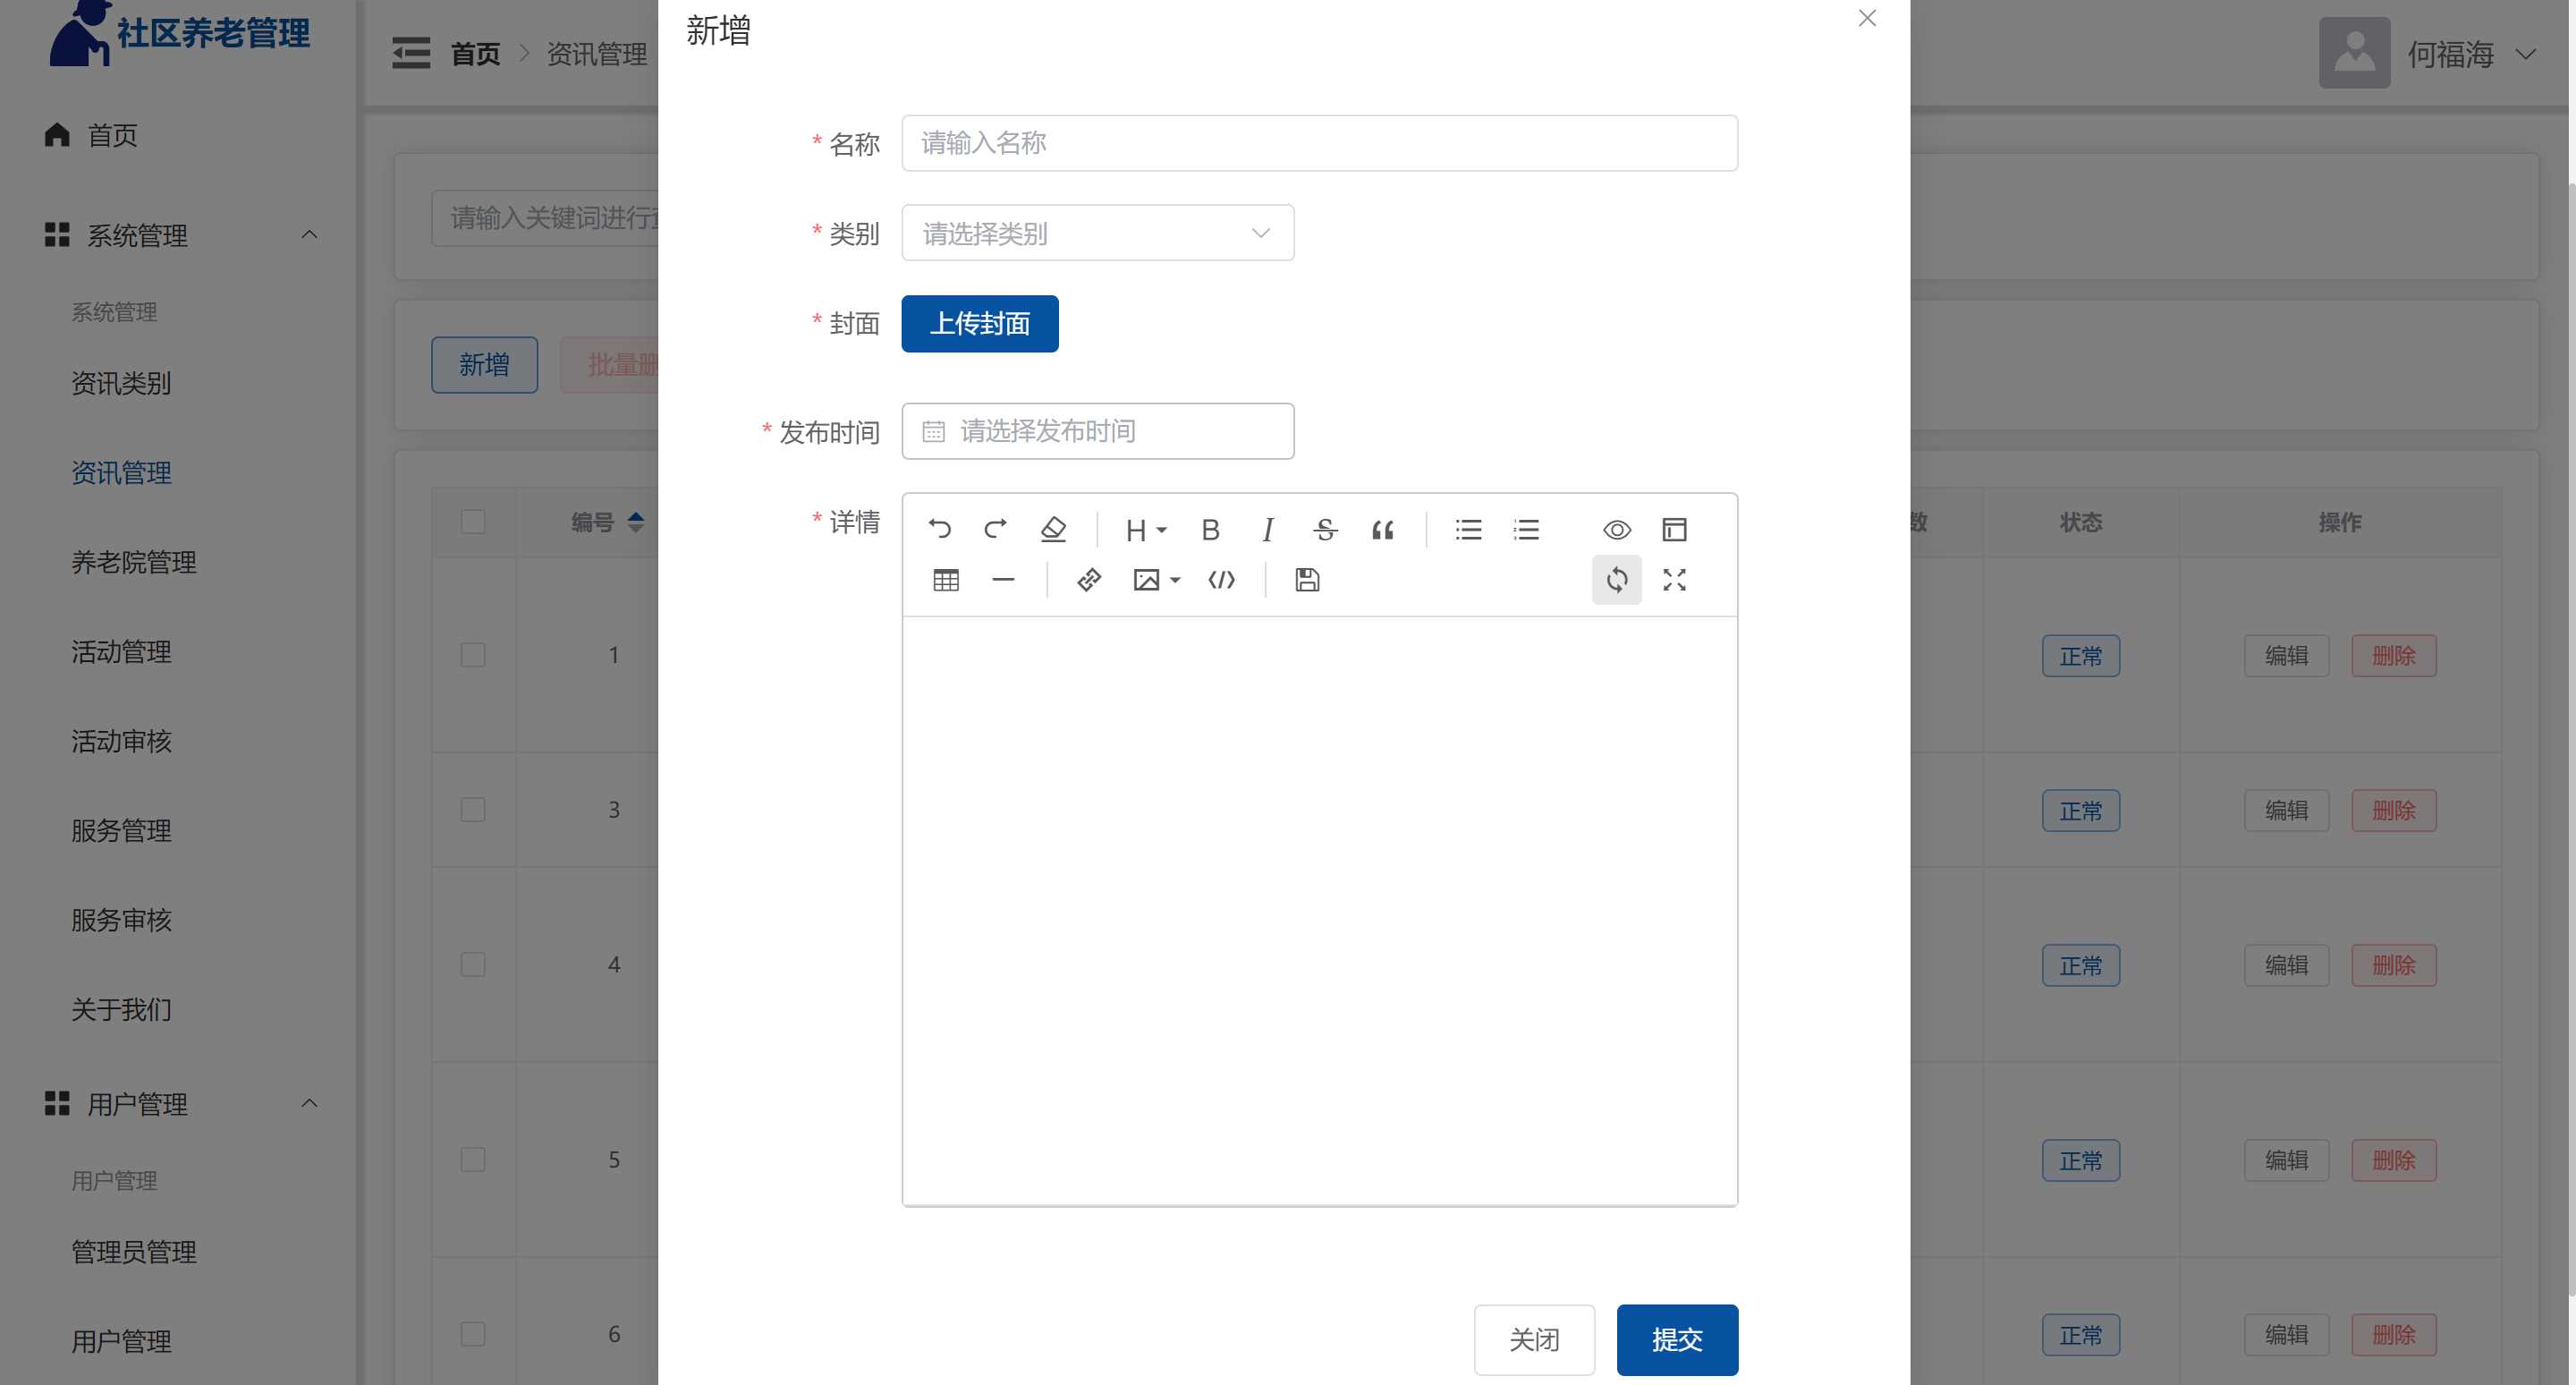 社区养老管理
首页
系统管理
系统管理
资讯类别
资讯管理
养老院管理
活动管理
活动审核
服务管理
服务审核
关于我们
用户管理
用户管理
管理员管理
用户管理
首页 > 资讯管理
何福海
请输入关键词进行
新增 批量
编号 数 状态 操作
1 正常 编辑 删除
3 正常 编辑 删除
4 正常 编辑 删除
5 正常 编辑 删除
6 正常 编辑 删除
新增
* 名称 请输入名称
* 类别 请选择类别
* 封面 上传封面
* 发布时间 请选择发布时间
* 详情
关闭 提交